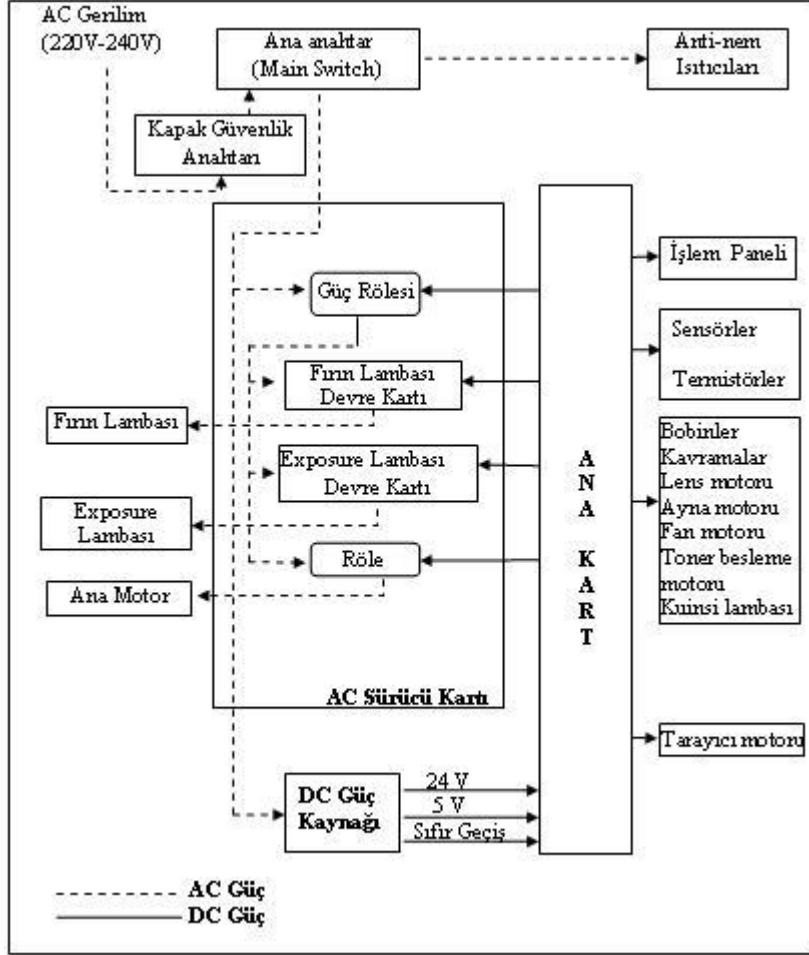 AC Gerilim
(220V-240V)
Ana anahtar
(Main Switch)
Anti-nem
Isıtıcıları
Kapak Güvenlik
Anahtarı
Güç Rölesi
Fırın Lambası
Devre Kartı
Exposure Lambası
Devre Kartı
Röle
AC Sürücü Kartı
Fırın Lambası
Exposure
Lambası
Ana Motor
ANA KART
İşlem Paneli
Sensörler
Termistörler
Bobinler
Kavramalar
Lens motoru
Ayna motoru
Fan motoru
Toner besleme
motoru
Kuinsi lambası
Tarayıcı motoru
DC Güç
Kaynağı
24 V
5 V
Sıfır Geçiş
AC Güç
DC Güç